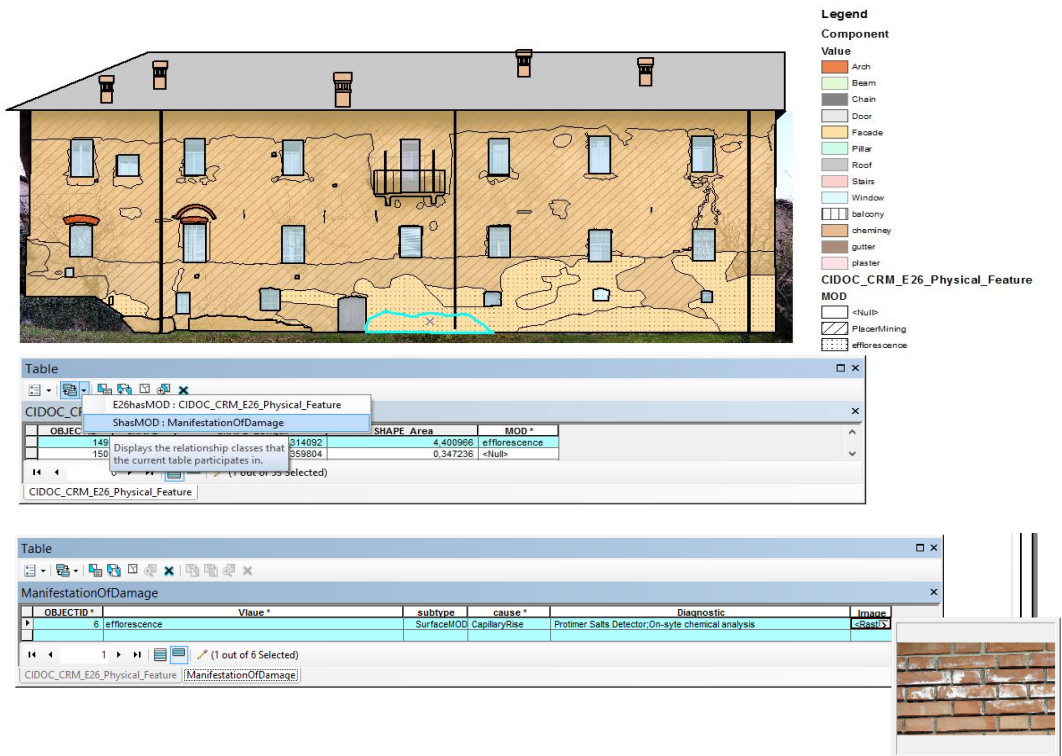 Legend
Component
Value
Arch
Beam
Chain
Door
Facade
Pillar
Roof
Stairs
Window
balcony
cheminey
gutter
plaster
CIDOC_CRM_E26_Physical_Feature
MOD
<Null>
PlacerMining
efflorescence
Table
E26hasMOD : CIDOC_CRM_E26_Physical_Feature
CIDOC_CF
ShasMOD : ManifestationOfDamage
OBJEC SHAPE_Area MOD *
149 314092 4,400966 efflorescence
150 359804 0,347236 <Null>
Displays the relationship classes that
the current table participates in.
(1 out of 55 Selected)
CIDOC_CRM_E26_Physical_Feature
Table
ManifestationOfDamage
OBJECTID * Vlaue * subtype cause * Diagnostic Image
6 efflorescence SurfaceMOD CapillaryRise Protimer Salts Detector;On-syte chemical analysis <Rast
1 (1 out of 6 Selected)
CIDOC_CRM_E26_Physical_Feature ManifestationOfDamage